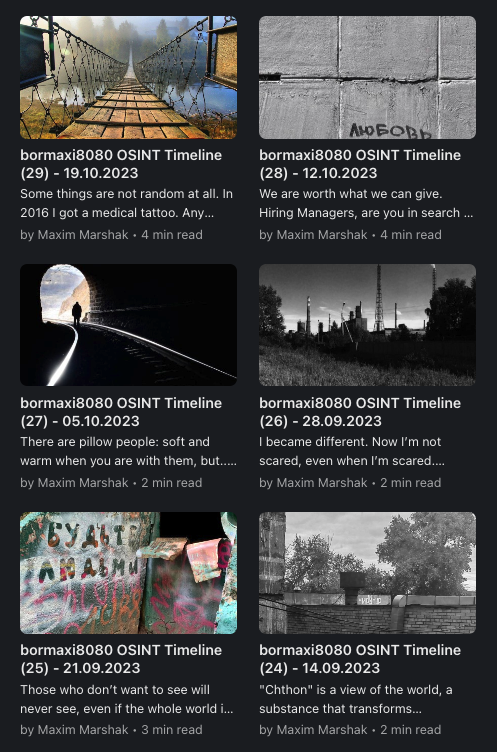 bormaxi8080 OSINT Timeline
(29) - 19.10.2023
Some things are not random at all. In
2016 I got a medical tattoo. Any...
by Maxim Marshak • 4 min read
ЛЮБОВЬ
bormaxi8080 OSINT Timeline
(28) - 12.10.2023
We are worth what we can give.
Hiring Managers, are you in search ...
by Maxim Marshak • 4 min read
bormaxi8080 OSINT Timeline
(27) - 05.10.2023
There are pillow people: soft and
warm when you are with them, but.…
by Maxim Marshak • 2 min read
bormaxi8080 OSINT Timeline
(26) - 28.09.2023
I became different. Now I’m not
scared, even when I’m scared.…
by Maxim Marshak • 2 min read
БУДЬТЕ
ЛЮДЬМИ
bormaxi8080 OSINT Timeline
(25) - 21.09.2023
Those who don’t want to see will
never see, even if the whole world i...
by Maxim Marshak • 3 min read
bormaxi8080 OSINT Timeline
(24) - 14.09.2023
"Chthon" is a view of the world, a
substance that transforms...
by Maxim Marshak • 2 min read